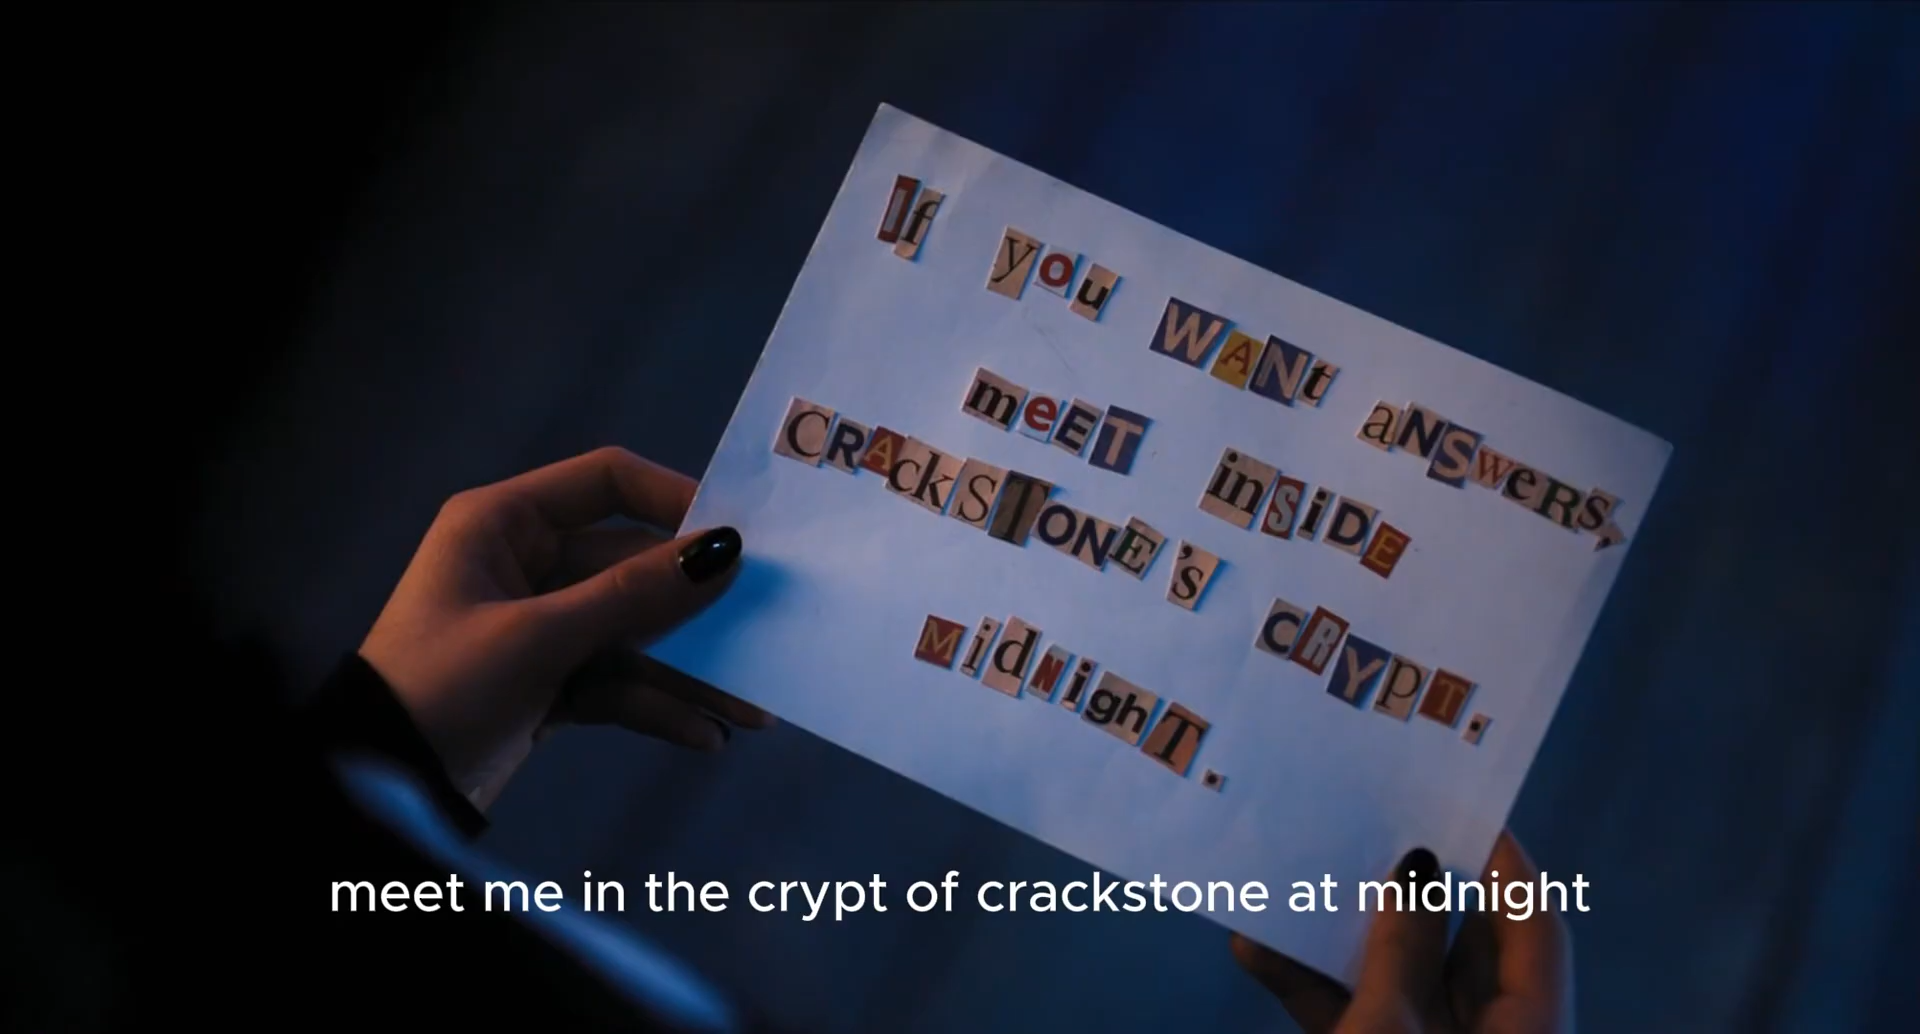 If you WANt aNSweRs,
meET inSiDE
CRAckSTONE's CRYpT.
MidNighT.
meet me in the crypt of crackstone at midnight